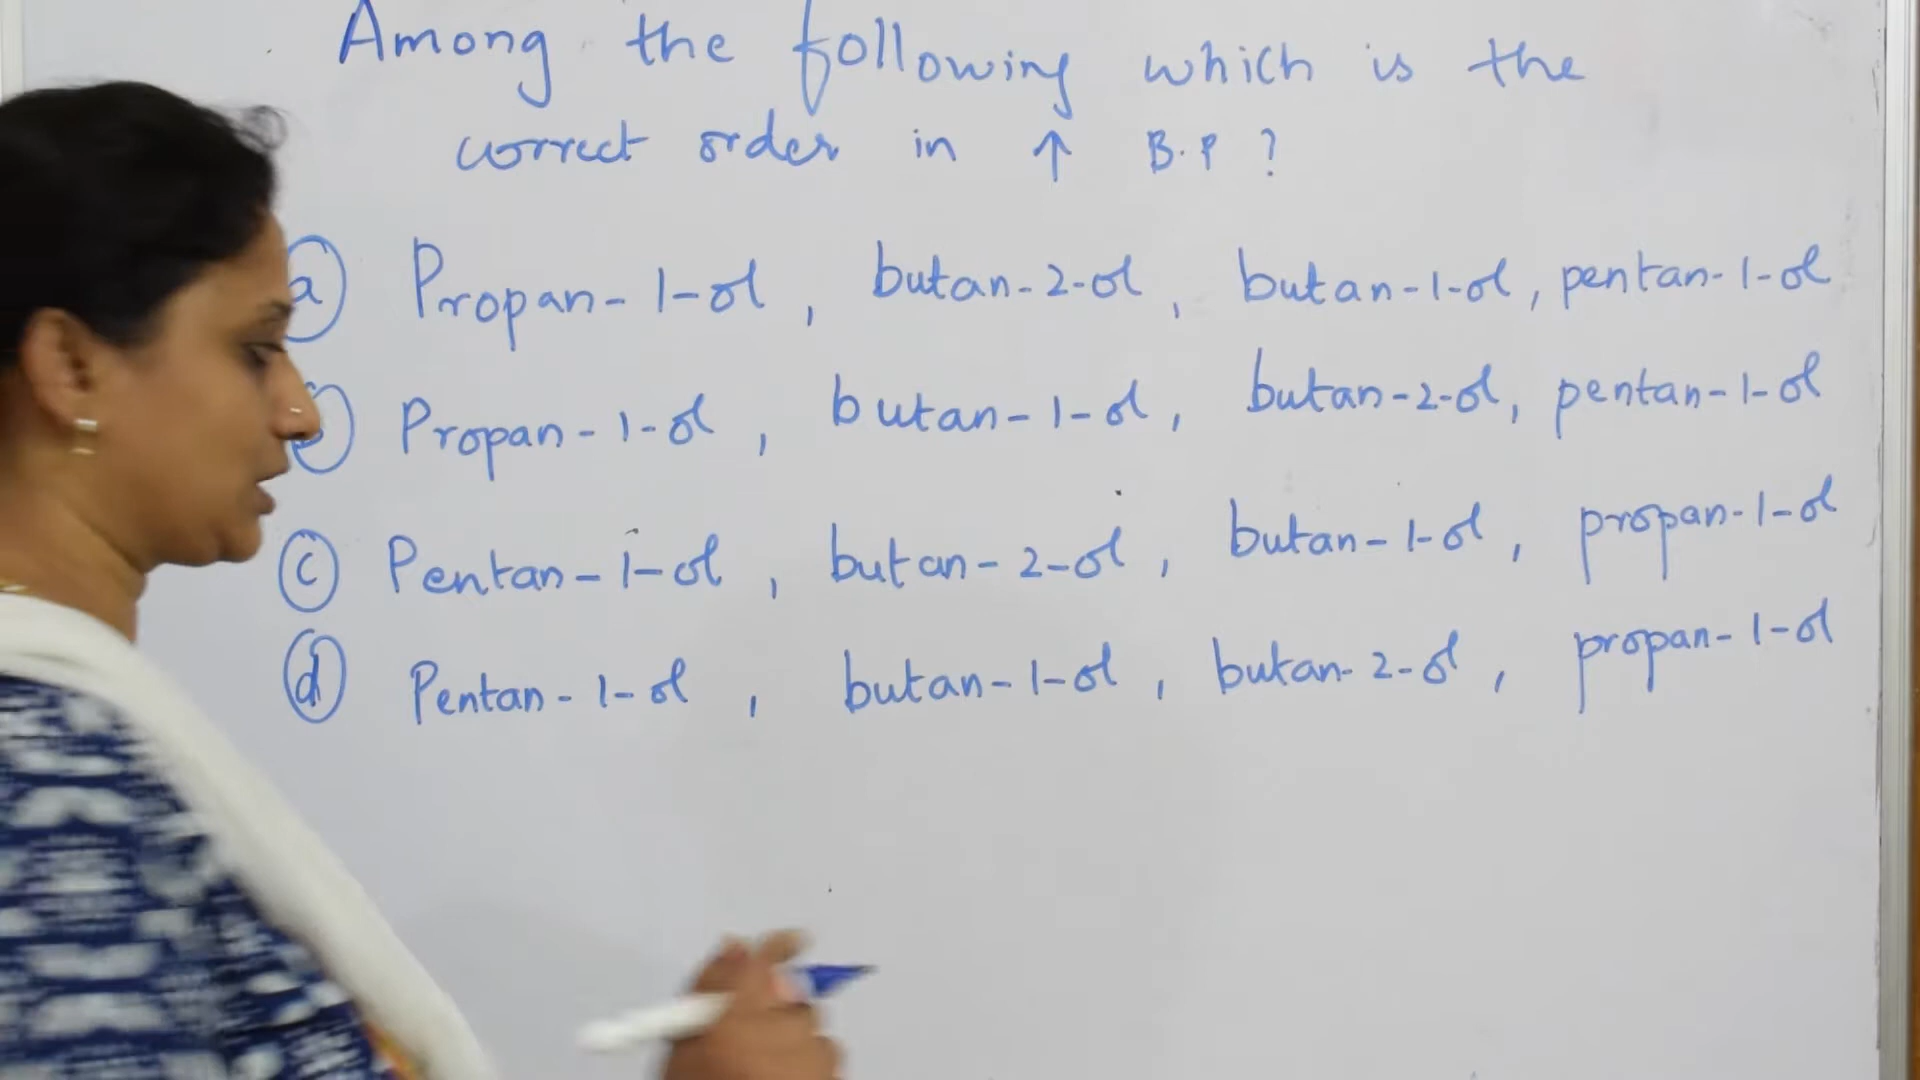 Among the following which is the
correct order in ↑ B.P ?
a Propan-1-ol, butan-2-ol, butan-1-ol, pentan-1-ol
Propan-1-ol, butan-1-ol, butan-2-ol, pentan-1-ol
c Pentan-1-ol, butan-2-ol, butan-1-ol, propan-1-ol
d Pentan-1-ol, butan-1-ol, butan-2-ol, propan-1-ol